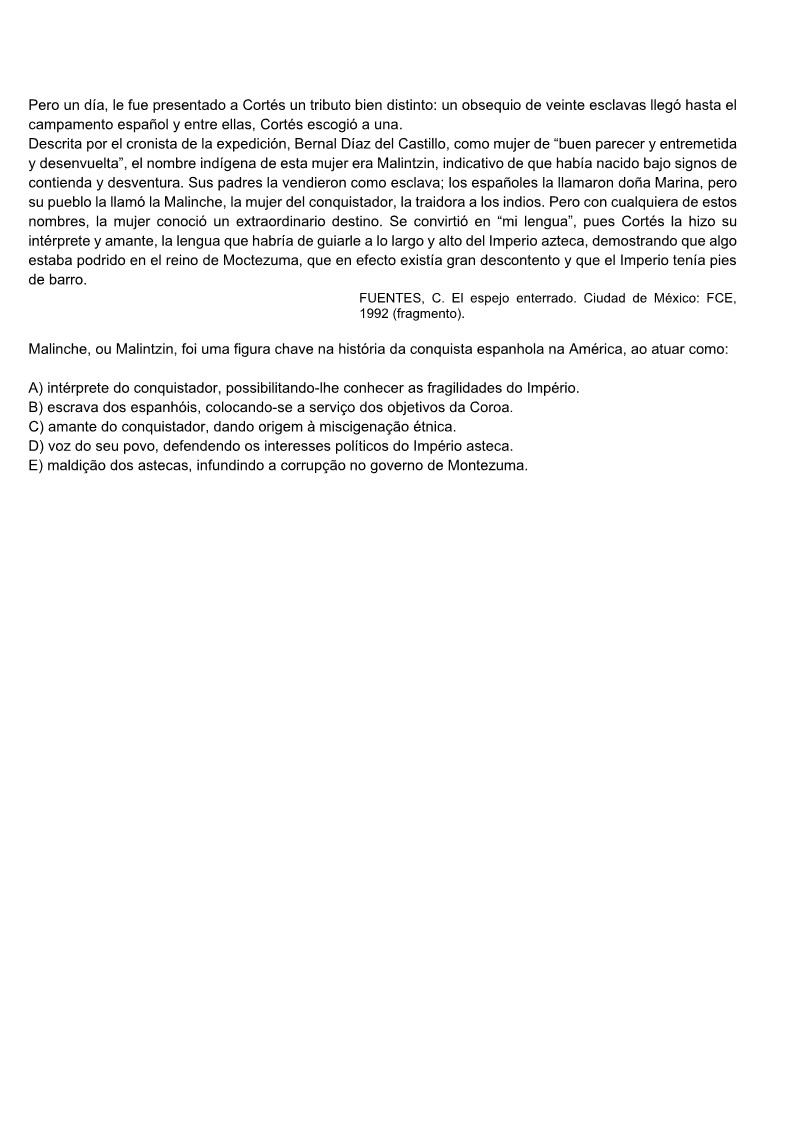 Pero un día, le fue presentado a Cortés un tributo bien distinto: un obsequio de veinte esclavas llegó hasta el
campamento español y entre ellas, Cortés escogió a una.
Descrita por el cronista de la expedición, Bernal Díaz del Castillo, como mujer de “buen parecer y entremetida
y desenvuelta”, el nombre indígena de esta mujer era Malintzin, indicativo de que había nacido bajo signos de
contienda y desventura. Sus padres la vendieron como esclava; los españoles la llamaron doña Marina, pero
su pueblo la llamó la Malinche, la mujer del conquistador, la traidora a los indios. Pero con cualquiera de estos
nombres, la mujer conoció un extraordinario destino. Se convirtió en “mi lengua”, pues Cortés la hizo su
intérprete y amante, la lengua que habría de guiarle a lo largo y alto del Imperio azteca, demostrando que algo
estaba podrido en el reino de Moctezuma, que en efecto existía gran descontento y que el Imperio tenía pies
de barro.
FUENTES, C. El espejo enterrado. Ciudad de México: FCE,
1992 (fragmento).
Malinche, ou Malintzin, foi uma figura chave na história da conquista espanhola na América, ao atuar como:
A) intérprete do conquistador, possibilitando-lhe conhecer as fragilidades do Império.
B) escrava dos espanhóis, colocando-se a serviço dos objetivos da Coroa.
C) amante do conquistador, dando origem à miscigenação étnica.
D) voz do seu povo, defendendo os interesses políticos do Império asteca.
E) maldição dos astecas, infundindo a corrupção no governo de Montezuma.